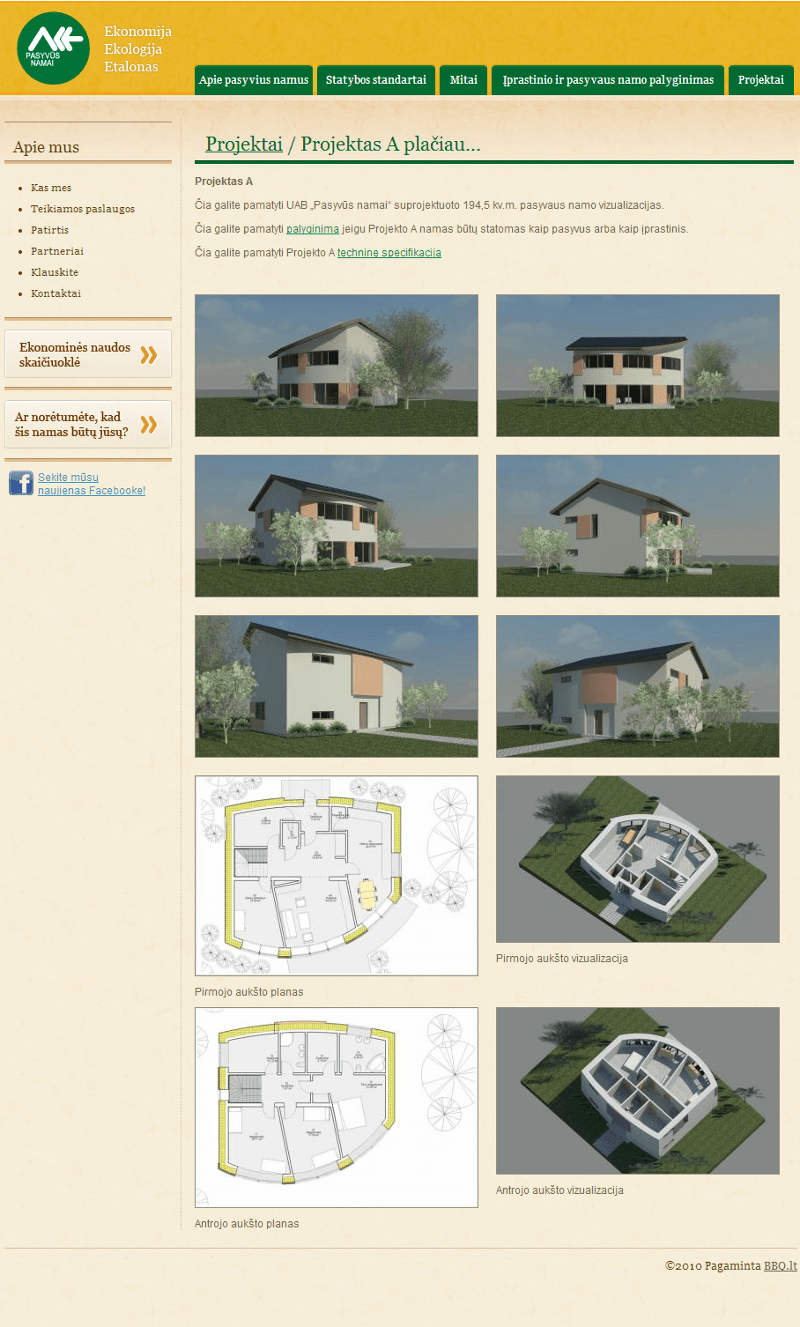 PASYVŪS
NAMAI
Ekonomija
Ekologija
Etalonas
Apie pasyvius namus
Statybos standartai
Mitai
Įprastinio ir pasyvaus namo palyginimas
Projektai
Apie mus
Kas mes
Teikiamos paslaugos
Patirtis
Partneriai
Klauskite
Kontaktai
Ekonominės naudos
skaičiuoklė
Ar norėtumėte, kad
šis namas būtų jūsų?
Sekite mūsų
naujienas Facebooke!
Projektai / Projektas A plačiau...
Projektas A
Čia galite pamatyti UAB „Pasyvūs namai“ suprojektuoto 194,5 kv.m. pasyvaus namo vizualizacijas.
Čia galite pamatyti palyginimą jeigu Projekto A namas būtų statomas kaip pasyvus arba kaip įprastinis.
Čia galite pamatyti Projekto A techninę specifikaciją
Pirmojo aukšto planas
Pirmojo aukšto vizualizacija
Antrojo aukšto planas
Antrojo aukšto vizualizacija
©2010 Pagaminta BBQ.lt